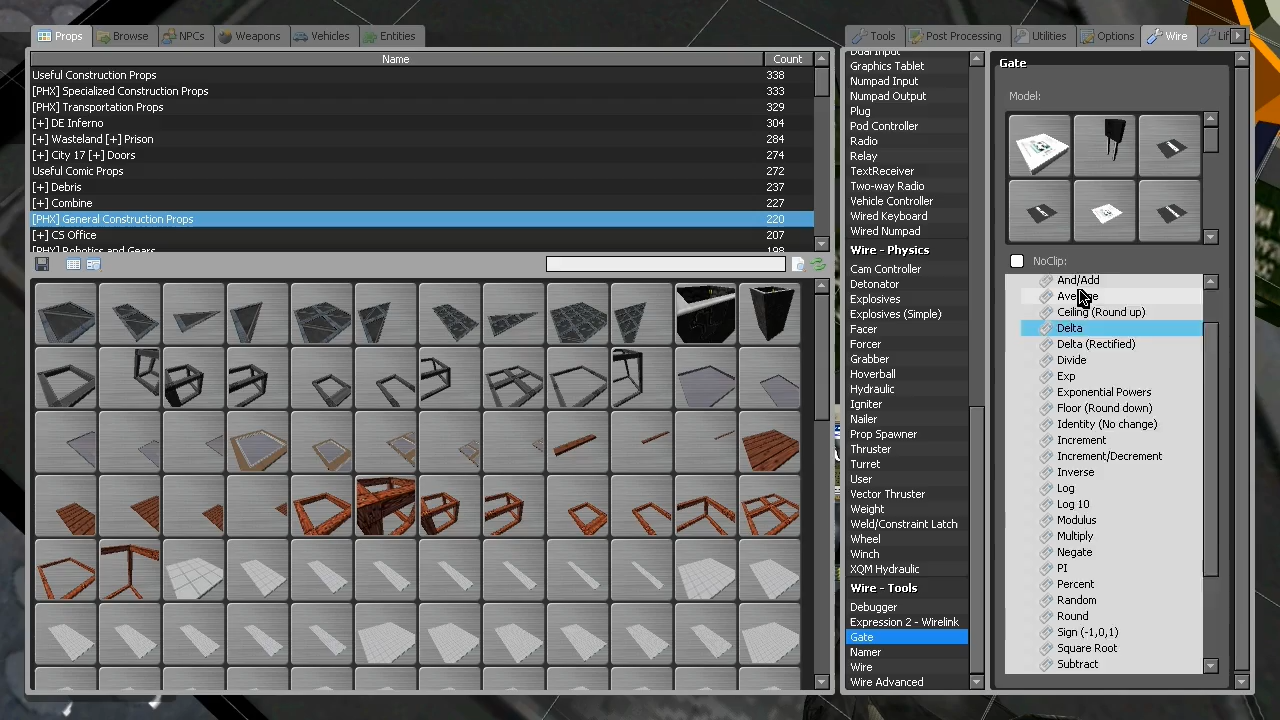 Props
Browse
NPCs
Weapons
Vehicles
Entities
Name
Count
Useful Construction Props 338
[PHX] Specialized Construction Props 333
[PHX] Transportation Props 329
[+] DE Inferno 304
[+] Wasteland [+] Prison 284
[+] City 17 [+] Doors 274
Useful Comic Props 272
[+] Debris 237
[+] Combine 227
[PHX] General Construction Props 220
[+] CS Office 207
[PHX] Robotics and Gears 198
Tools
Post Processing
Utilities
Options
Wire
Dual Input
Graphics Tablet
Numpad Input
Numpad Output
Plug
Pod Controller
Radio
Relay
TextReceiver
Two-way Radio
Vehicle Controller
Wired Keyboard
Wired Numpad
Wire - Physics
Cam Controller
Detonator
Explosives
Explosives (Simple)
Facer
Forcer
Grabber
Hoverball
Hydraulic
Igniter
Nailer
Prop Spawner
Thruster
Turret
User
Vector Thruster
Weight
Weld/Constraint Latch
Wheel
Winch
XQM Hydraulic
Wire - Tools
Debugger
Expression 2 - Wirelink
Gate
Namer
Wire
Wire Advanced
Gate
Model:
NoClip:
And/Add
Ceiling (Round up)
Delta
Delta (Rectified)
Divide
Exp
Exponential Powers
Floor (Round down)
Identity (No change)
Increment
Increment/Decrement
Inverse
Log
Log 10
Modulus
Multiply
Negate
PI
Percent
Random
Round
Sign (-1,0,1)
Square Root
Subtract